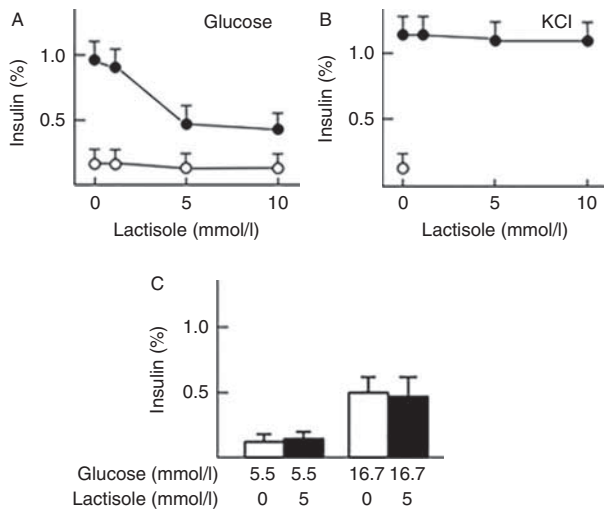 A
Glucose
1.0
0.5
Insulin (%)
0 5 10
Lactisole (mmol/l)
B
KCl
1.0
0.5
Insulin (%)
0 5 10
Lactisole (mmol/l)
C
1.0
0.5
Insulin (%)
Glucose (mmol/l) 5.5 5.5 16.7 16.7
Lactisole (mmol/l) 0 5 0 5